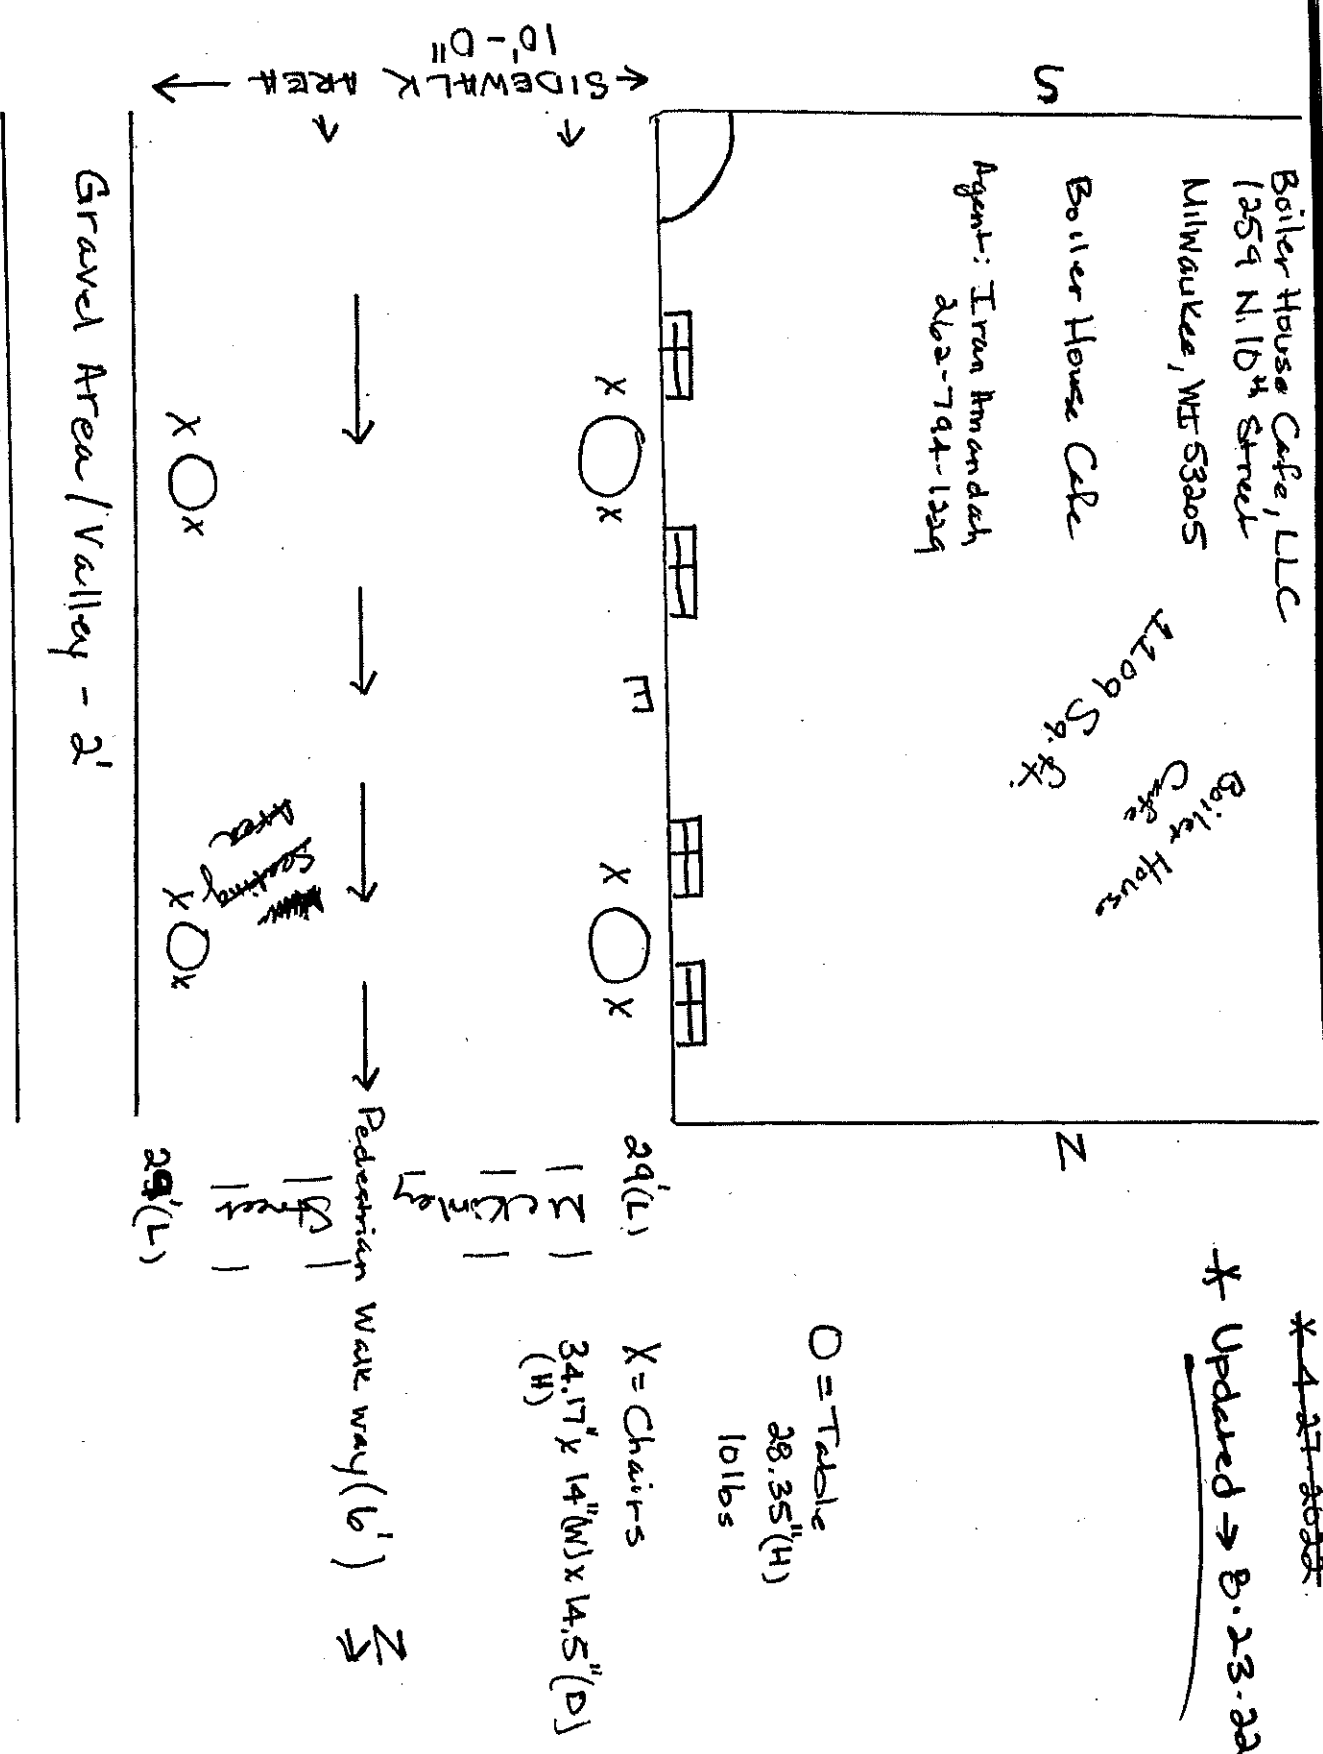 Boiler House Cafe, LLC
1259 N. 10th Street
Milwaukee, WI 53205
Boiler House Cafe
Agent: Iran Amandah
262-794-1229
S
Boiler House
Cafe
2209 Sq. ft.
N
* 4-27-2022
* Updated → 8.23-22
O = Table
28.35"(H)
10lbs
X = Chairs
34.17" x 14"(W) x 14.5"(D)
(H)
E
X X
X X
29'(L)
← SIDEWALK AREA →
10'-0"
McKinley
Street
Pedestrian Walk way (6')
N
Seating
Area
X X
X X
29'(L)
Gravel Area / Valley - 2'